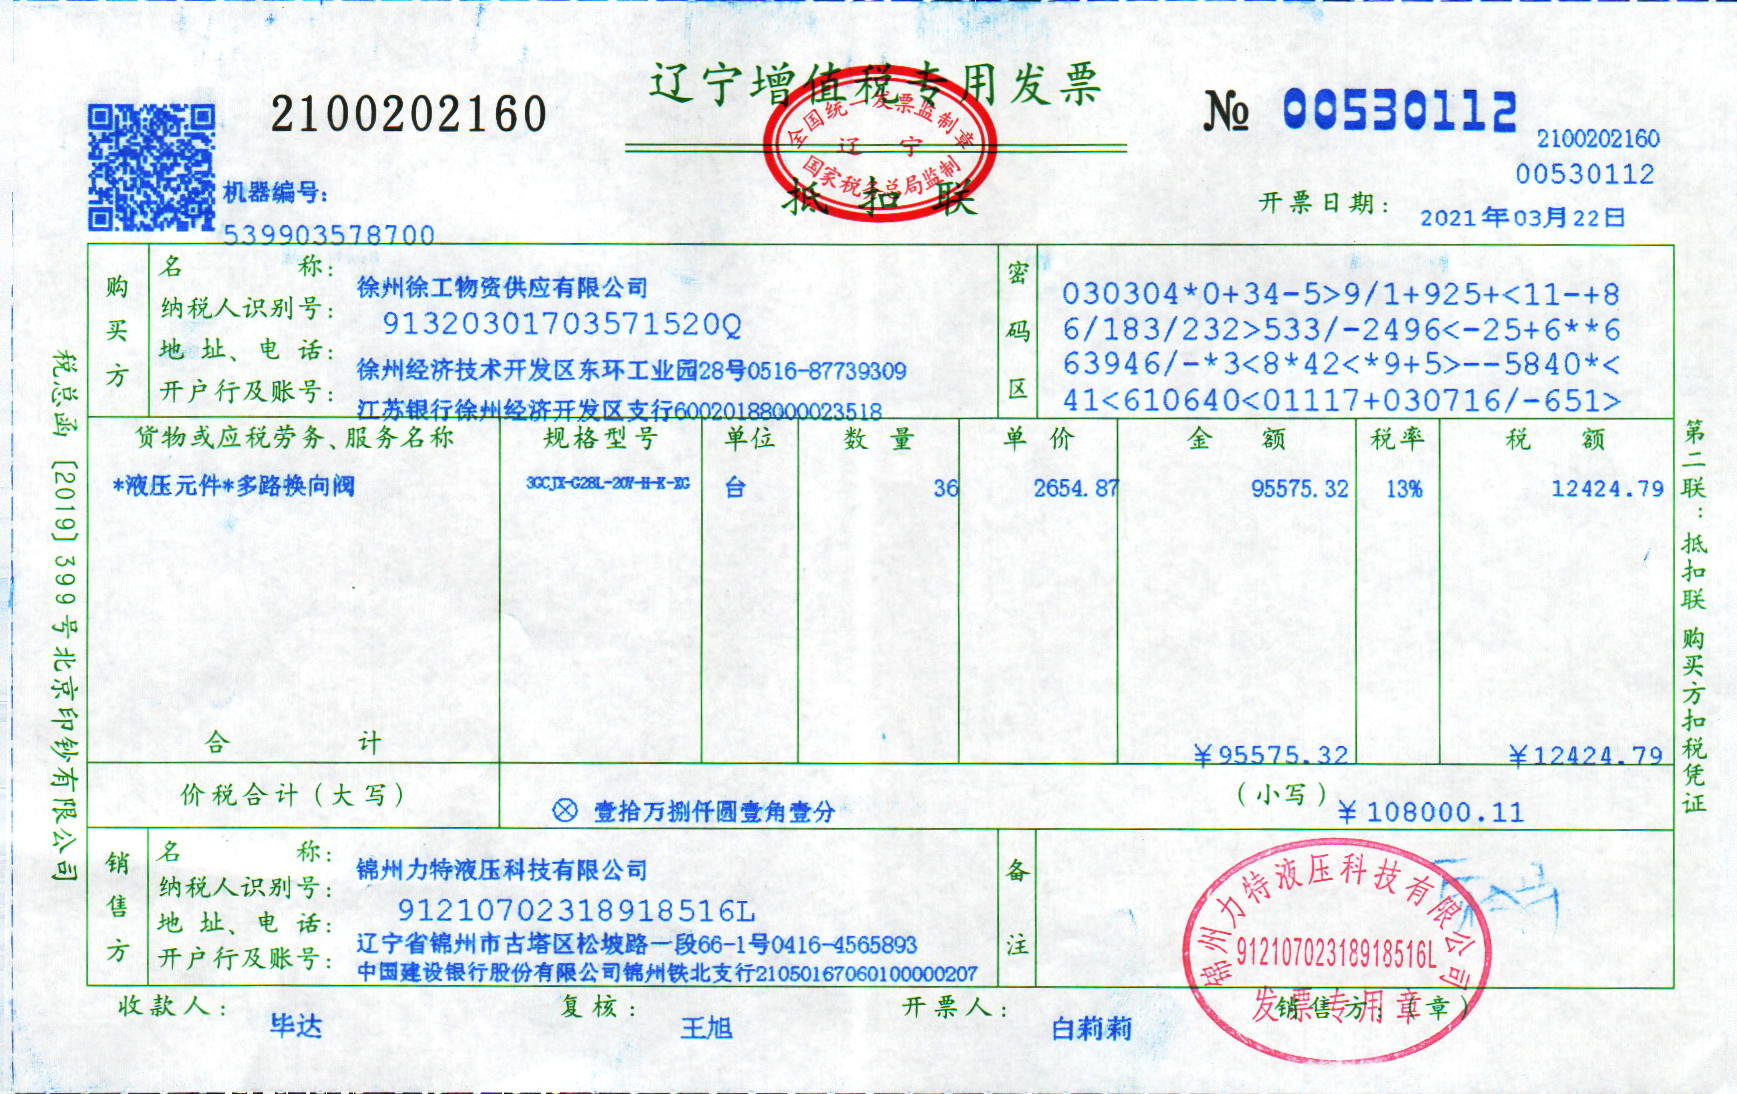 辽宁增值税专用发票
2100202160
№ 00530112
2100202160
00530112
全国统一发票监制章
辽宁
国家税务总局监制
抵扣联
机器编号:
539903578700
开票日期: 2021年03月22日
购买方
名称: 徐州徐工物资供应有限公司
纳税人识别号: 91320301703571520Q
地址、电话: 徐州经济技术开发区东环工业园28号0516-87739309
开户行及账号: 江苏银行徐州经济开发区支行60020188000023518
密码区
030304*0+34-5>9/1+925+<11-+8
6/183/232>533/-2496<-25+6**6
63946/-*3<8*42<*9+5>--5840*<
41<610640<01117+030716/-651>
货物或应税劳务、服务名称 规格型号 单位 数量 单价 金额 税率 税额
*液压元件*多路换向阀 3GCJX-G28L-20Y-H-K-XG 台 36 2654.87 95575.32 13% 12424.79
合计 ¥95575.32 ¥12424.79
价税合计(大写) ⊗ 壹拾万捌仟圆壹角壹分 (小写) ¥108000.11
销售方
名称: 锦州力特液压科技有限公司
纳税人识别号: 91210702318918516L
地址、电话: 辽宁省锦州市古塔区松坡路一段66-1号0416-4565893
开户行及账号: 中国建设银行股份有限公司锦州铁北支行21050167060100000207
备注
收款人: 毕达 复核: 王旭 开票人: 白莉莉 销售方:(章)
锦州力特液压科技有限公司
91210702318918516L
发票专用章
税总函〔2019〕399号北京印钞有限公司
第二联:抵扣联 购买方扣税凭证